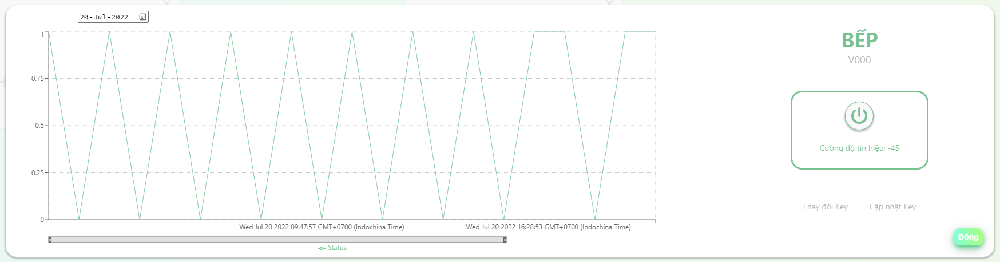 20-Jul-2022
1
0.75
0.5
0.25
0
Wed Jul 20 2022 09:47:57 GMT+0700 (Indochina Time)
Wed Jul 20 2022 16:28:53 GMT+0700 (Indochina Time)
Status
BẾP
V000
Cường độ tín hiệu: -45
Thay đổi Key
Cập nhật Key
Đóng